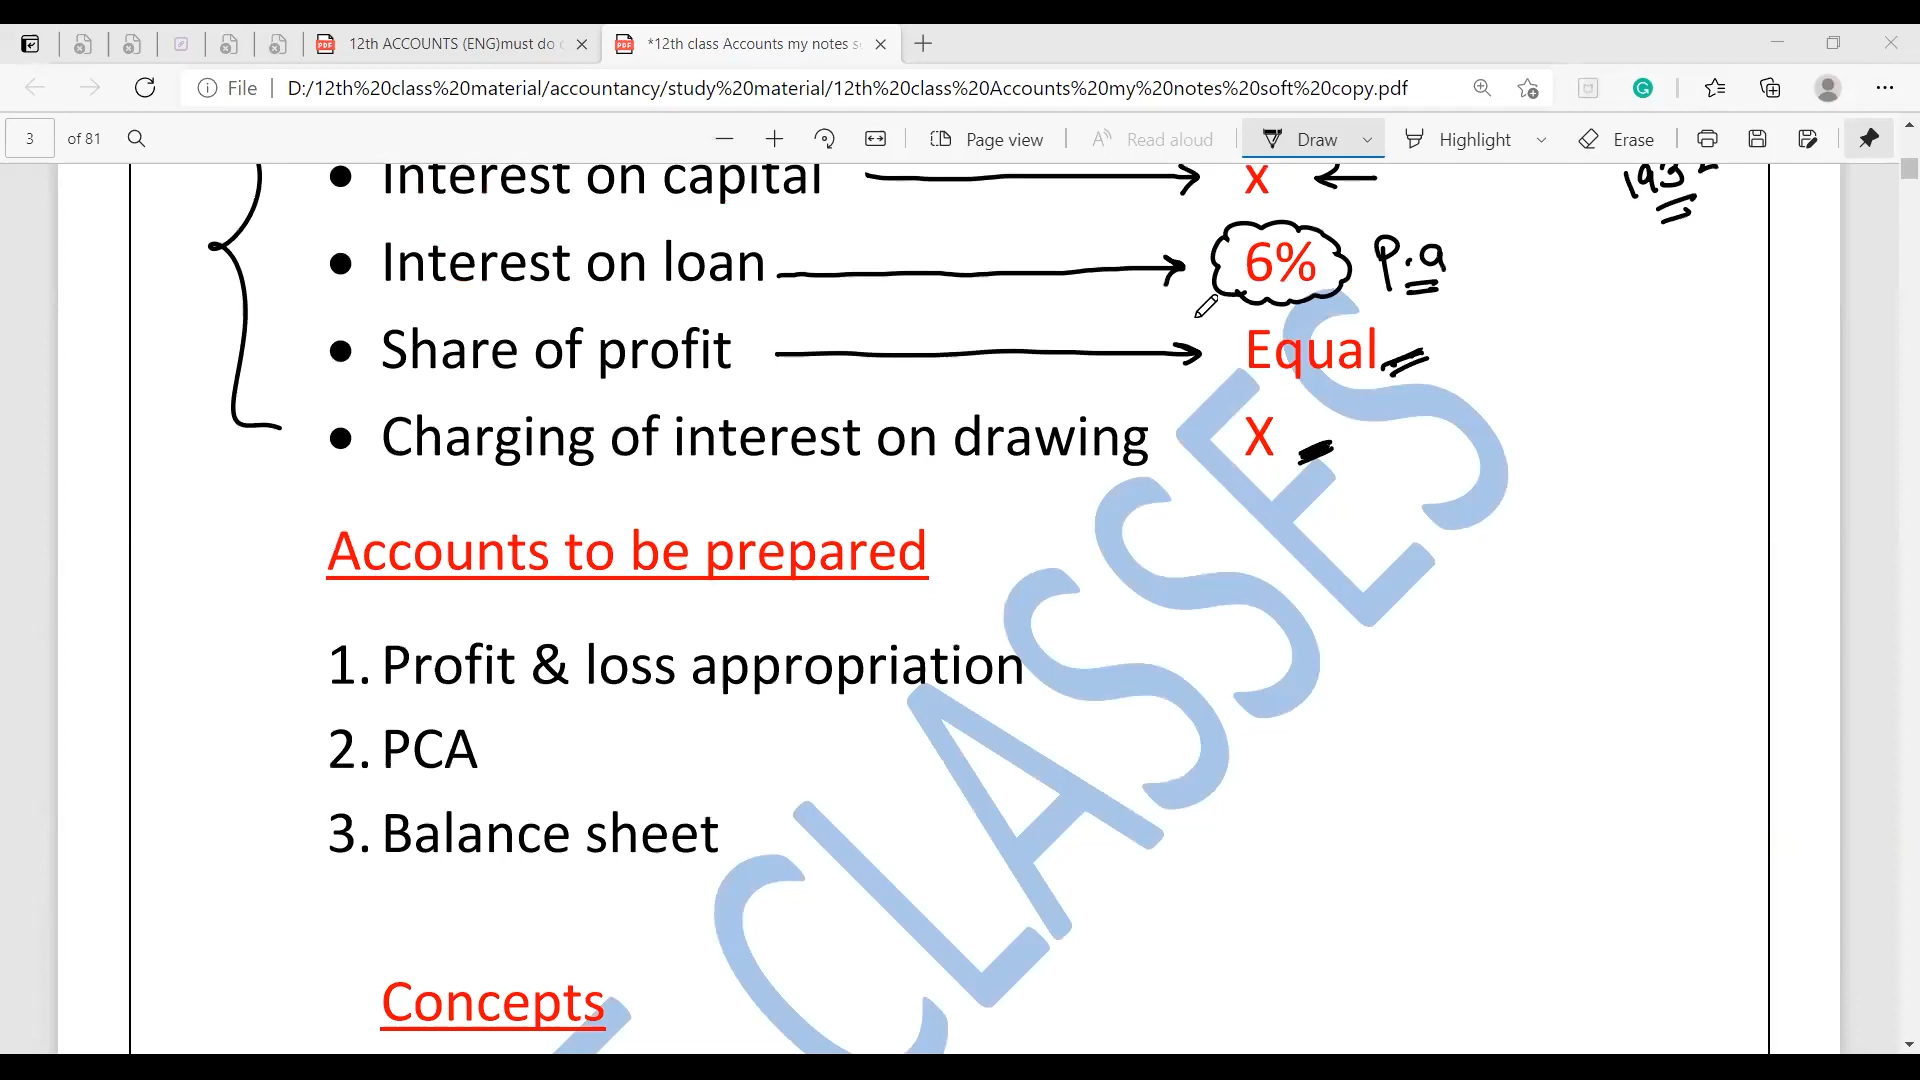 12th ACCOUNTS (ENG)must do
*12th class Accounts my notes s
File D:/12th%20class%20material/accountancy/study%20material/12th%20class%20Accounts%20my%20notes%20soft%20copy.pdf
3 of 81 Page view Read aloud Draw Highlight Erase
• Interest on capital x 1932
• Interest on loan 6% P.a
• Share of profit Equal
• Charging of interest on drawing X
Accounts to be prepared
1. Profit & loss appropriation
2. PCA
3. Balance sheet
Concepts
CLASSES